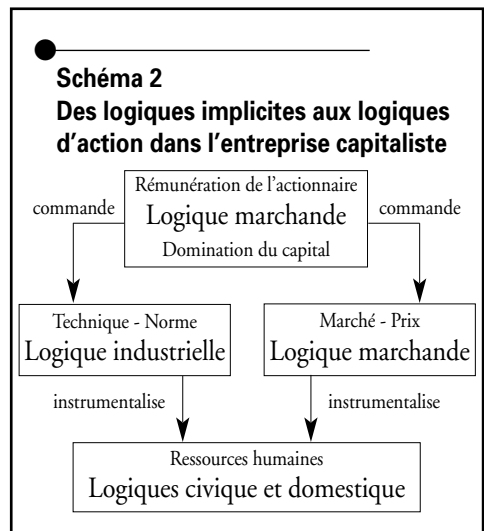 Schéma 2
Des logiques implicites aux logiques
d'action dans l'entreprise capitaliste
Rémunération de l'actionnaire
commande
Logique marchande
commande
Domination du capital
Technique - Norme
Logique industrielle
Marché - Prix
Logique marchande
instrumentalise
instrumentalise
Ressources humaines
Logiques civique et domestique